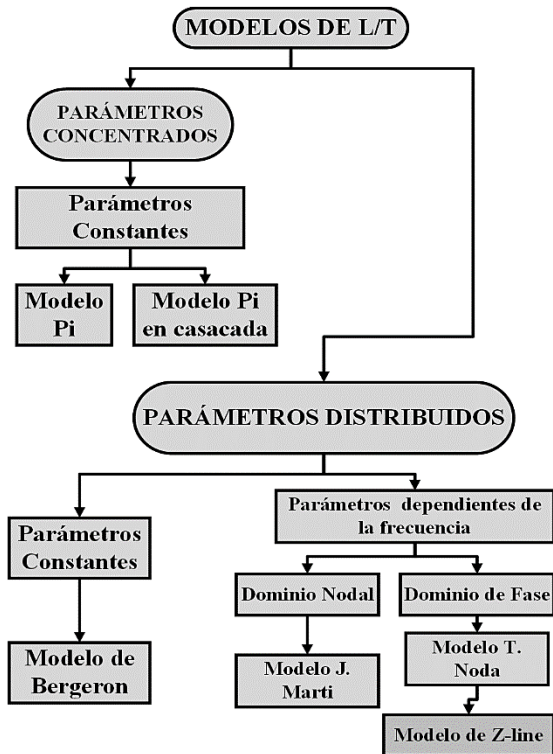 MODELOS DE L/T
PARÁMETROS
CONCENTRADOS
Parámetros
Constantes
Modelo
Pi
Modelo Pi
en casacada
PARÁMETROS DISTRIBUIDOS
Parámetros
Constantes
Modelo de
Bergeron
Parámetros dependientes de
la frecuencia
Dominio Nodal
Modelo J.
Marti
Dominio de Fase
Modelo T.
Noda
Modelo de Z-line